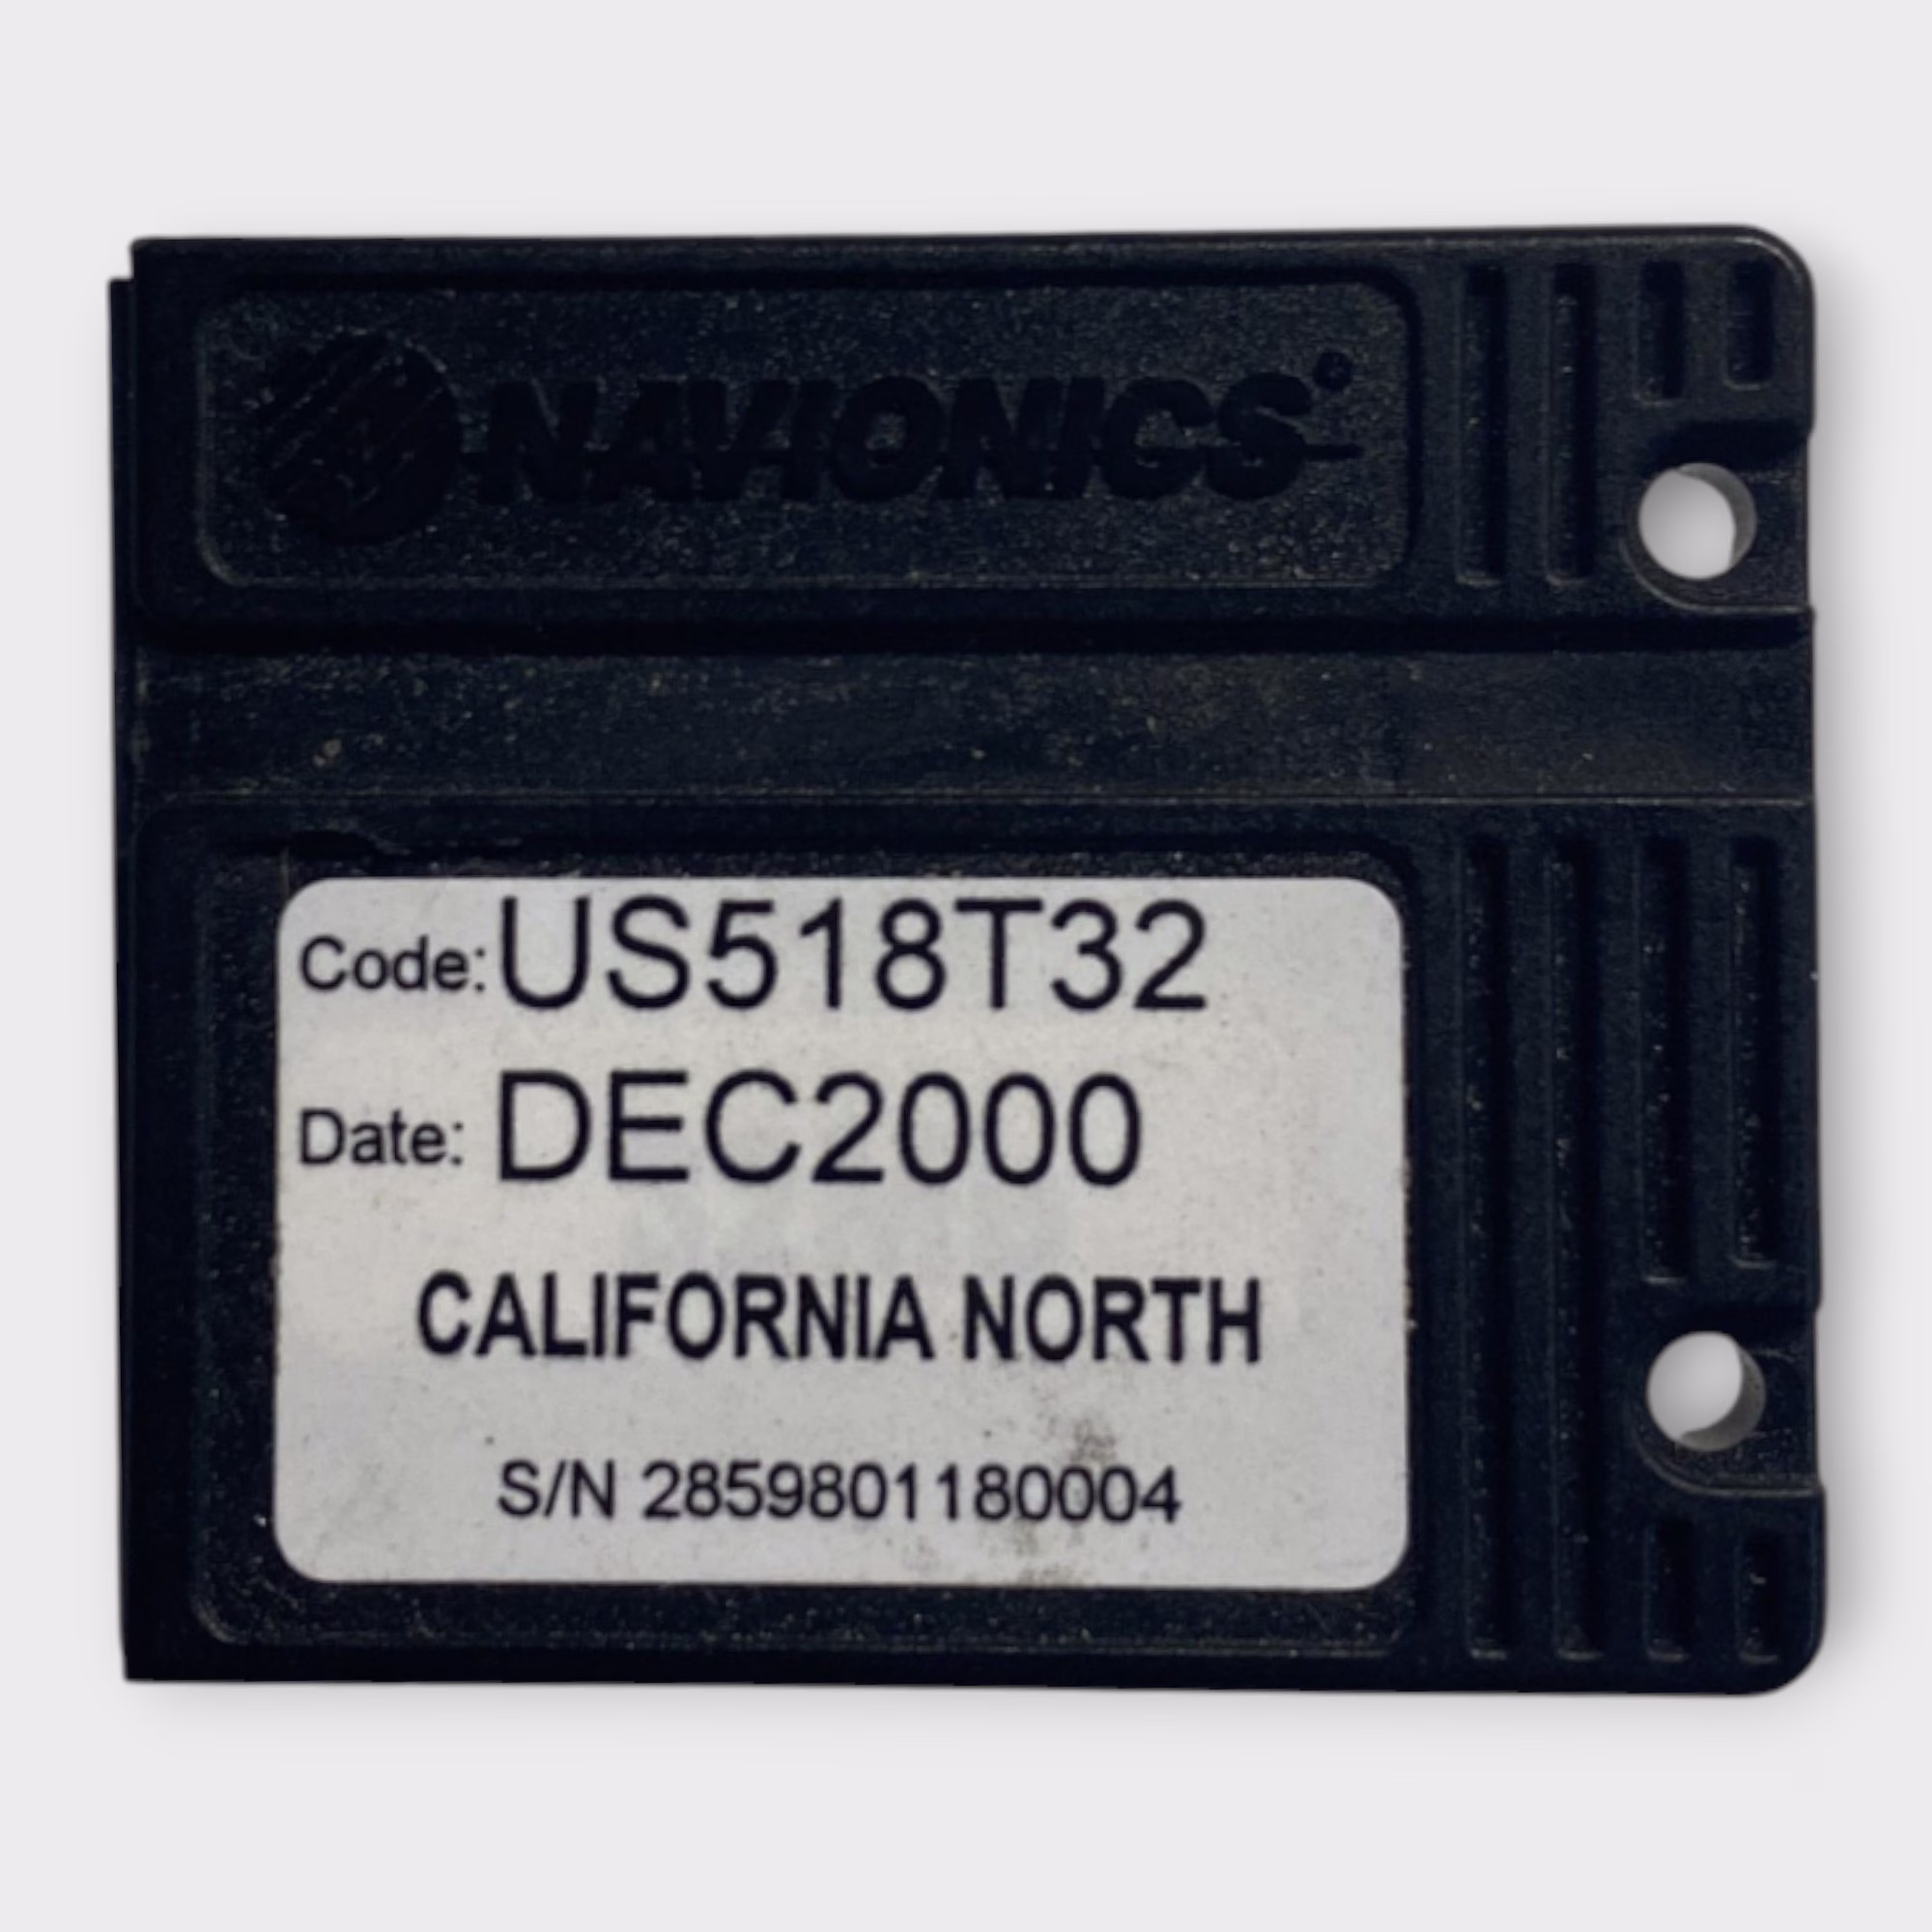 NAVIONICS®
Code: US518T32
Date: DEC2000
CALIFORNIA NORTH
S/N 2859801180004